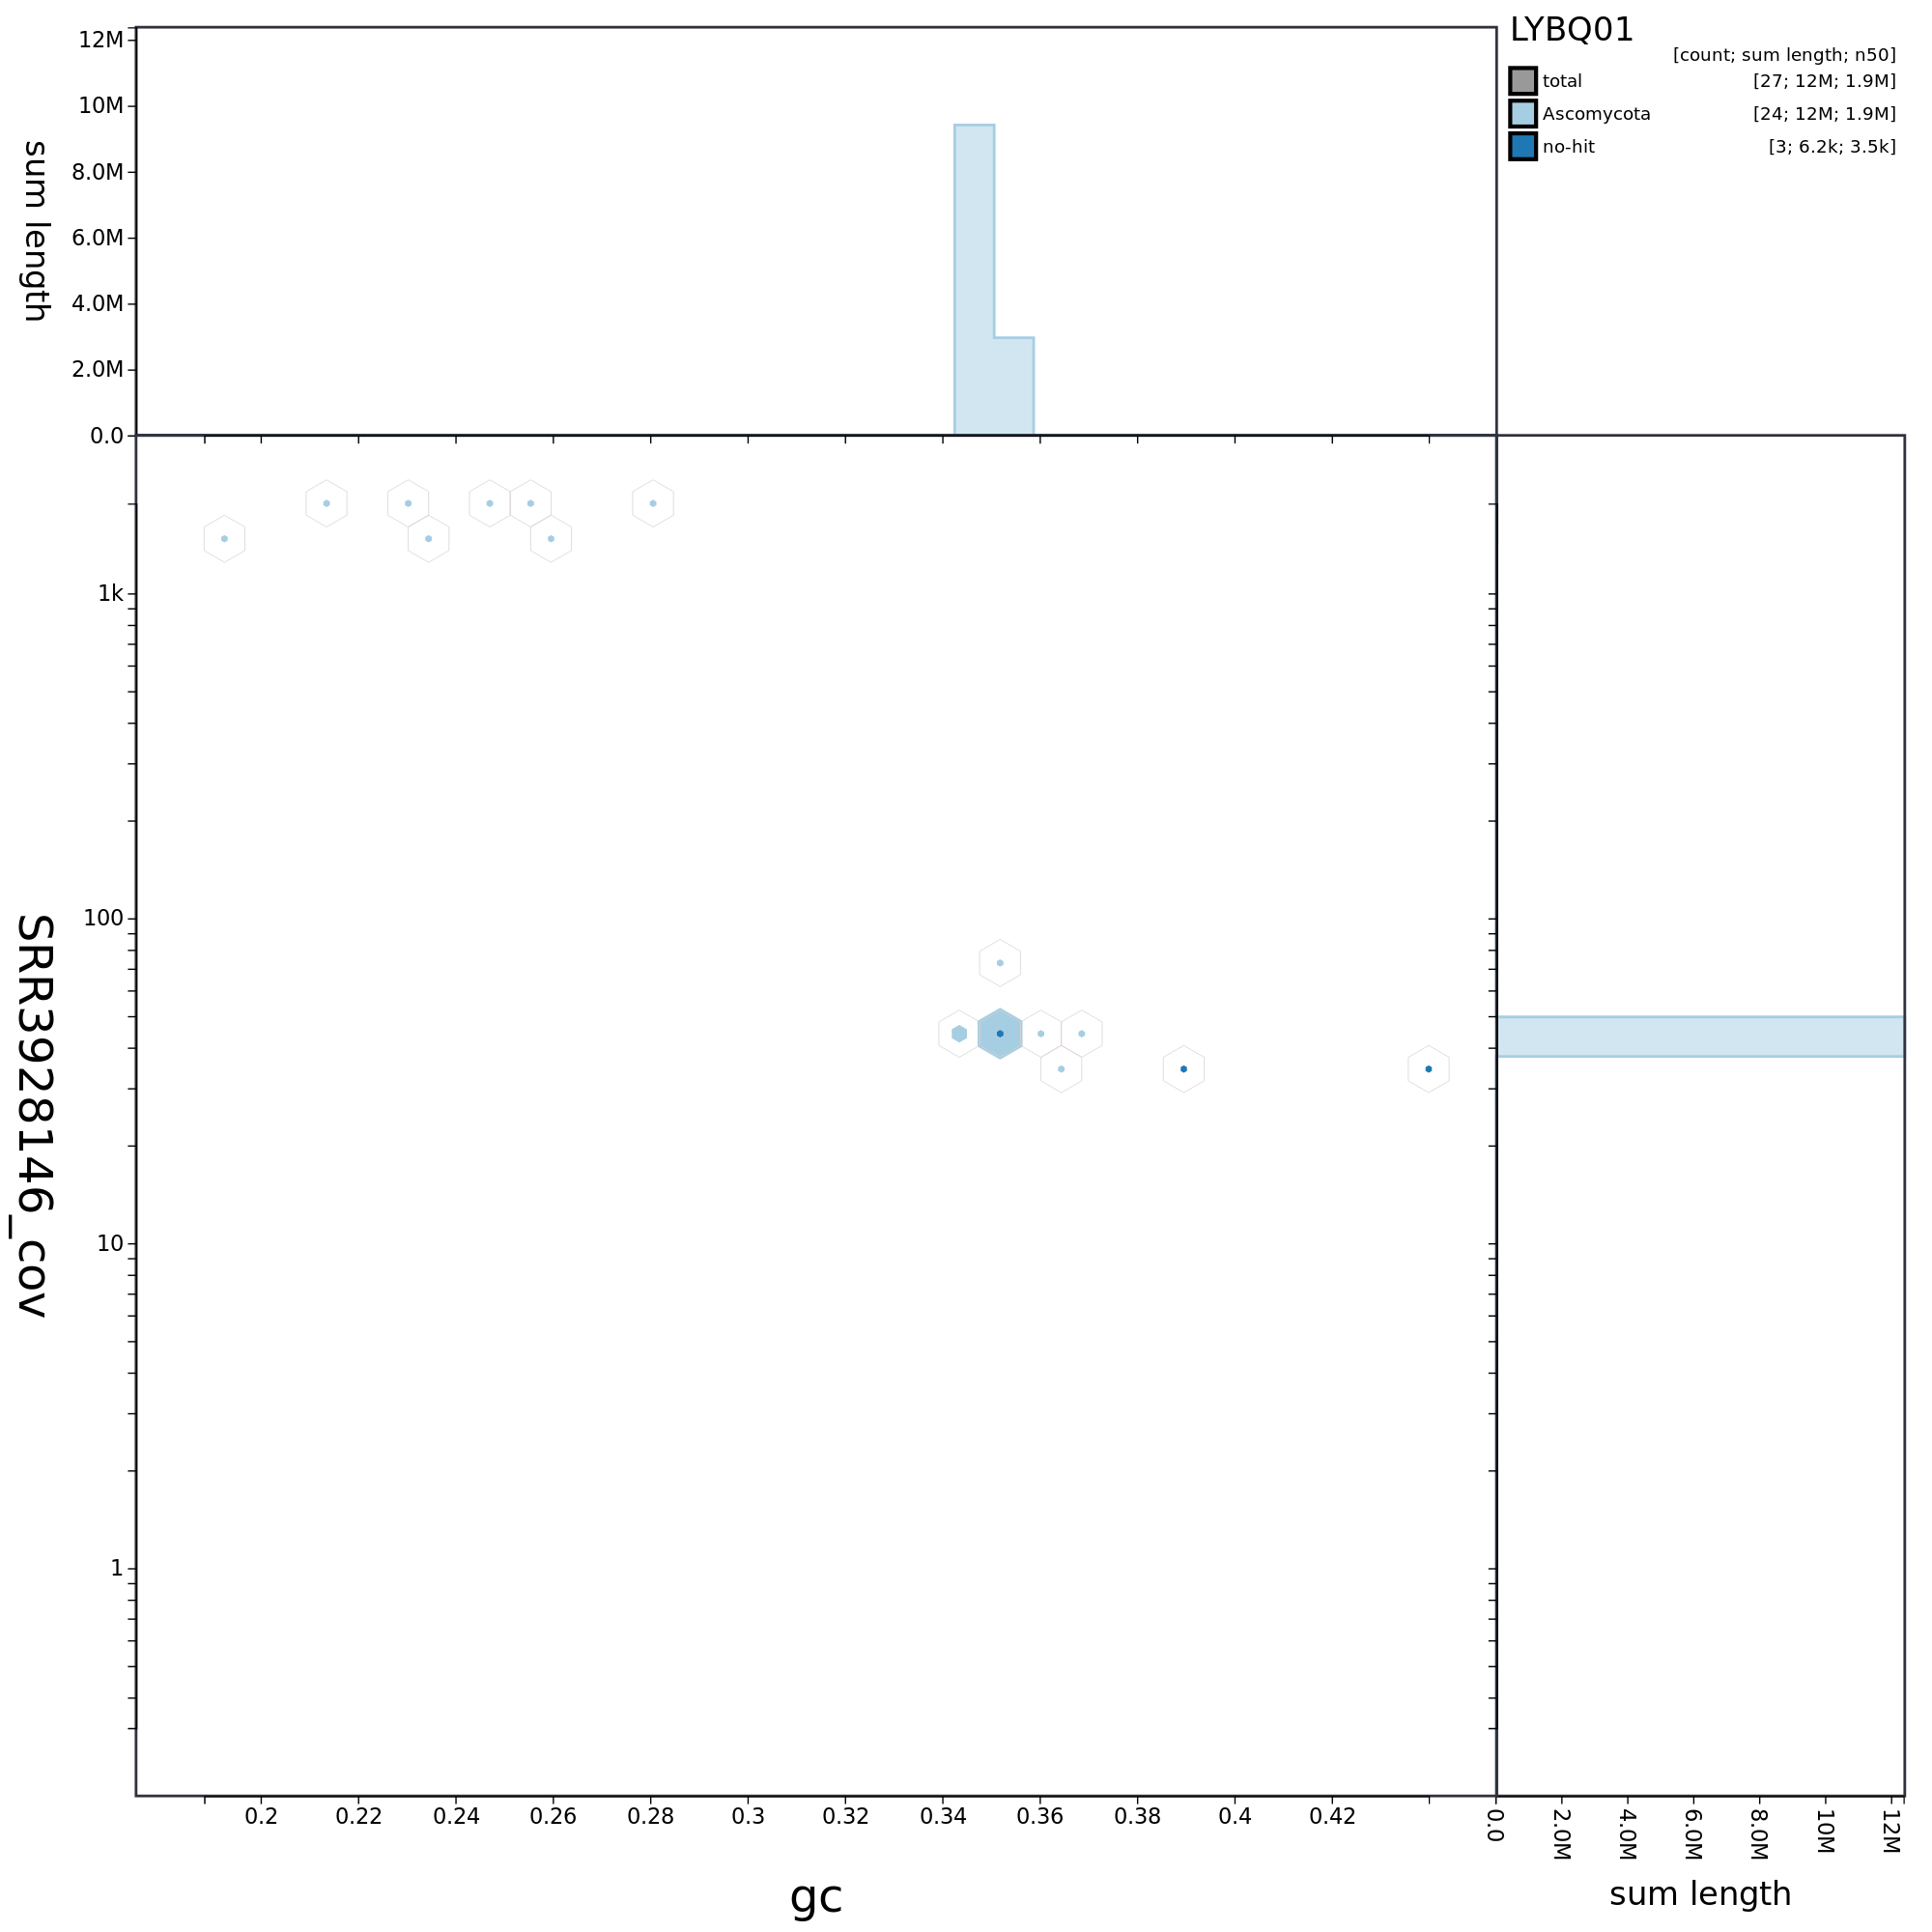 LYBQ01
[count; sum length; n50]
total [27; 12M; 1.9M]
Ascomycota [24; 12M; 1.9M]
no-hit [3; 6.2k; 3.5k]
sum length
12M
10M
8.0M
6.0M
4.0M
2.0M
0.0
SRR3928146_cov
1k
100
10
1
0.2 0.22 0.24 0.26 0.28 0.3 0.32 0.34 0.36 0.38 0.4 0.42
gc
0.0 2.0M 4.0M 6.0M 8.0M 10M 12M
sum length